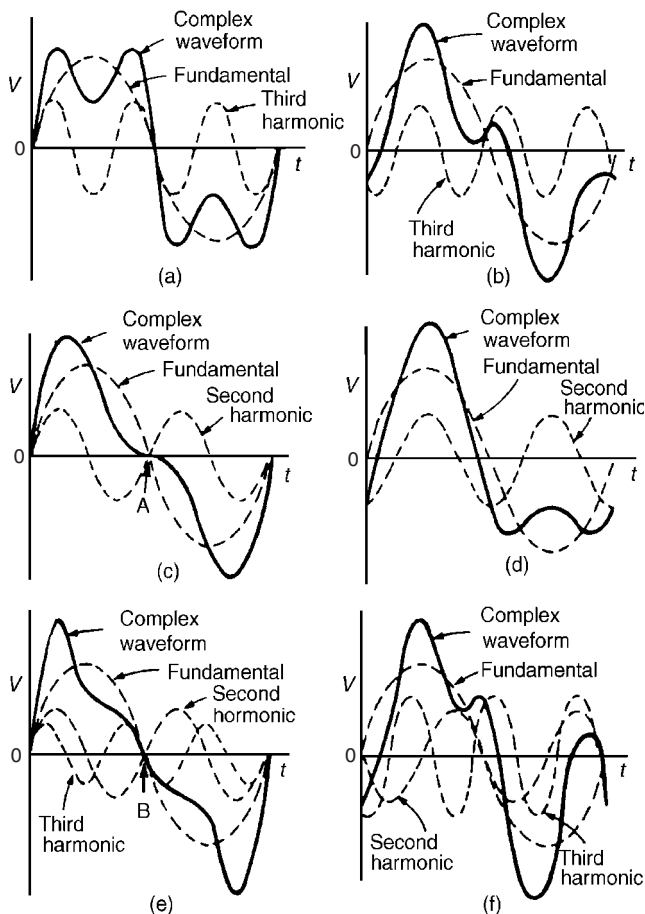 Complex
waveform
Fundamental
Third
harmonic
V
0
t
(a)
Complex
waveform
Fundamental
V
0
t
Third
harmonic
(b)
Complex
waveform
Fundamental
Second
harmonic
V
0
t
A
(c)
Complex
waveform
Fundamental
Second
harmonic
V
0
t
(d)
Complex
waveform
Fundamental
Second
hormonic
V
0
t
Third
harmonic
B
(e)
Complex
waveform
Fundamental
V
0
t
Second
harmonic
Third
harmonic
(f)